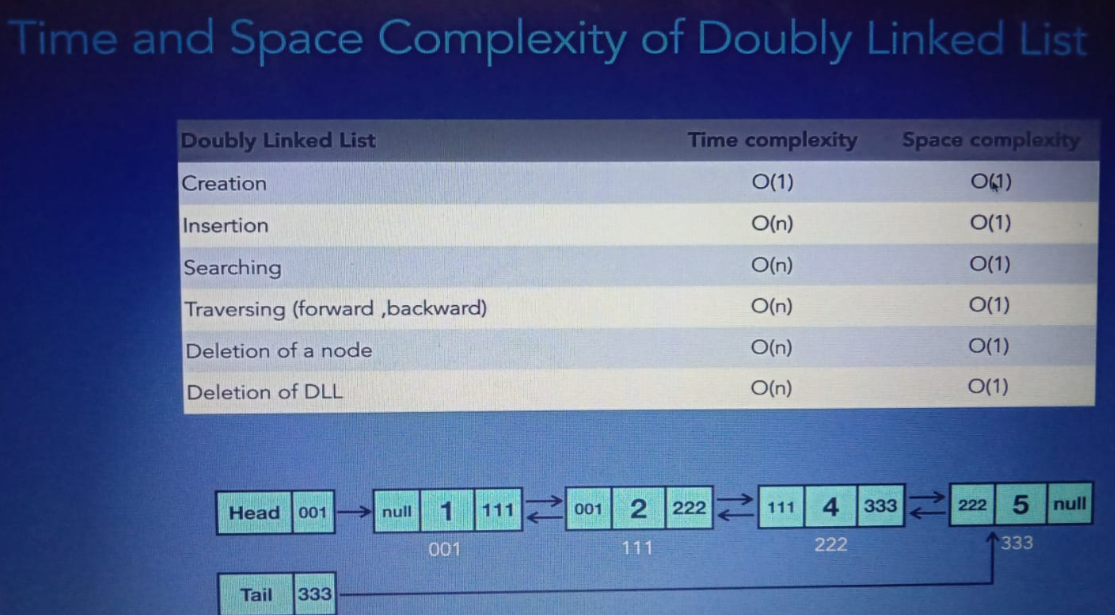 Time and Space Complexity of Doubly Linked List
Doubly Linked List Time complexity Space complexity
Creation O(1) O(1)
Insertion O(n) O(1)
Searching O(n) O(1)
Traversing (forward ,backward) O(n) O(1)
Deletion of a node O(n) O(1)
Deletion of DLL O(n) O(1)
Head 001 null 1 111 001 2 222 111 4 333 222 5 null
001 111 222 333
Tail 333